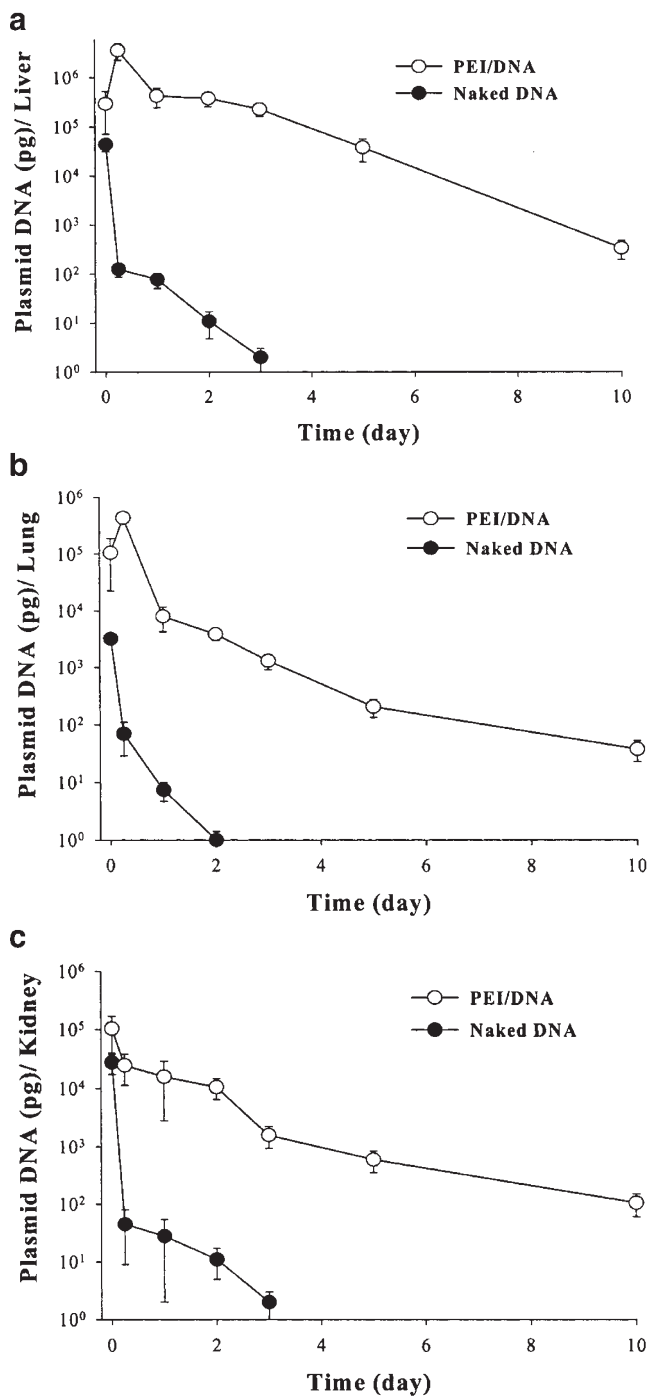 a
Plasmid DNA (pg)/ Liver
10⁶
10⁵
10⁴
10³
10²
10¹
10⁰
PEI/DNA
Naked DNA
0 2 4 6 8 10
Time (day)
b
Plasmid DNA (pg)/ Lung
10⁶
10⁵
10⁴
10³
10²
10¹
10⁰
PEI/DNA
Naked DNA
0 2 4 6 8 10
Time (day)
c
Plasmid DNA (pg)/ Kidney
10⁶
10⁵
10⁴
10³
10²
10¹
10⁰
PEI/DNA
Naked DNA
0 2 4 6 8 10
Time (day)